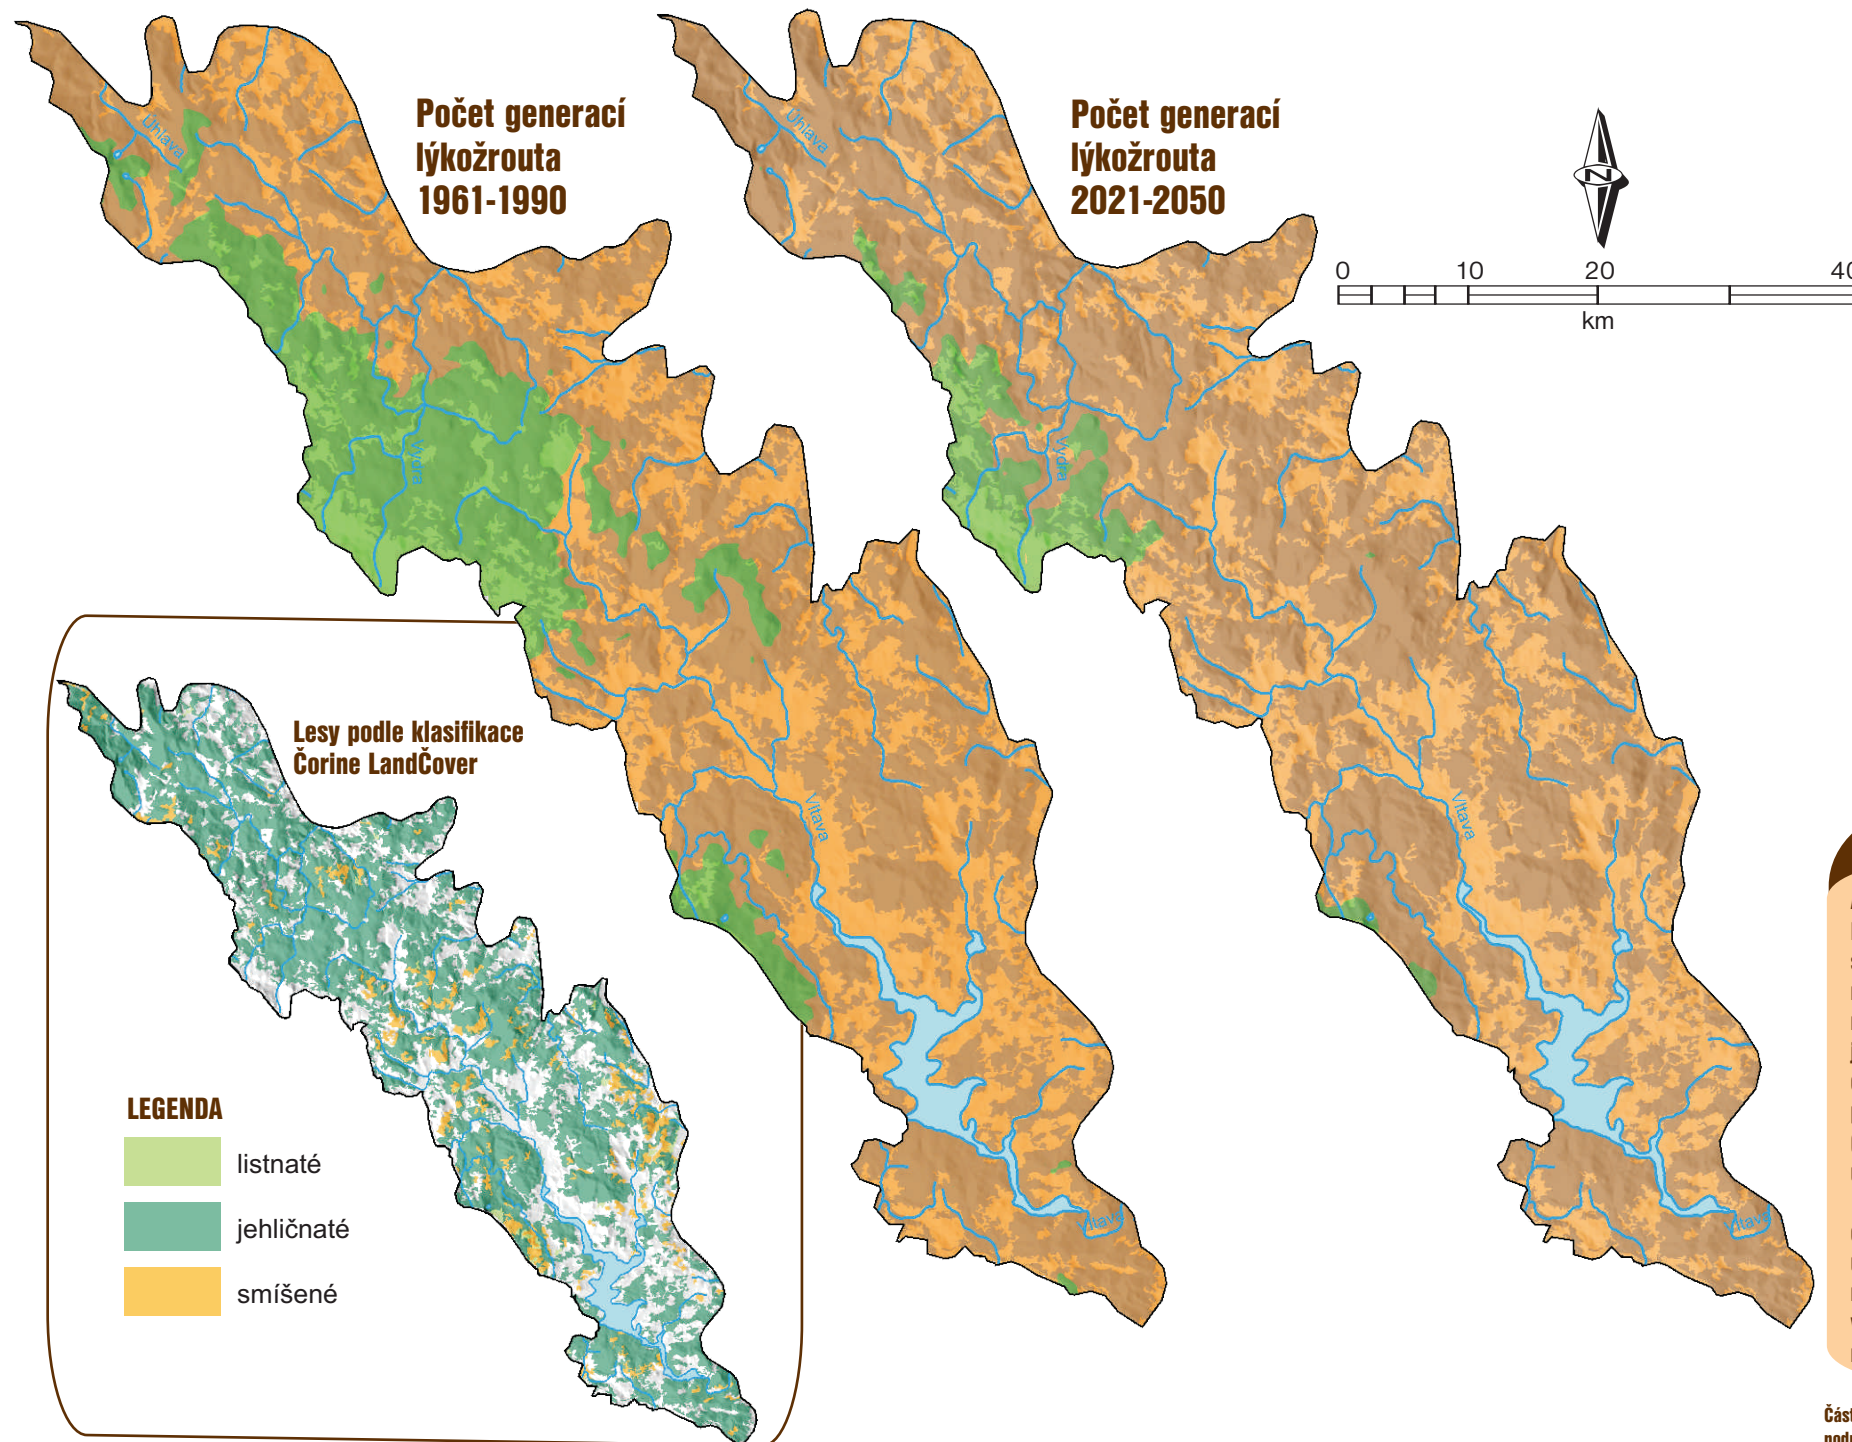 Počet generací
lýkožrouta
1961-1990
Počet generací
lýkožrouta
2021-2050
N
0 10 20
km
Úhlava
Vydra
Vltava
Vltava
Úhlava
Vydra
Vltava
Vltava
Lesy podle klasifikace
Čorine LandČover
LEGENDA
listnaté
jehličnaté
smíšené